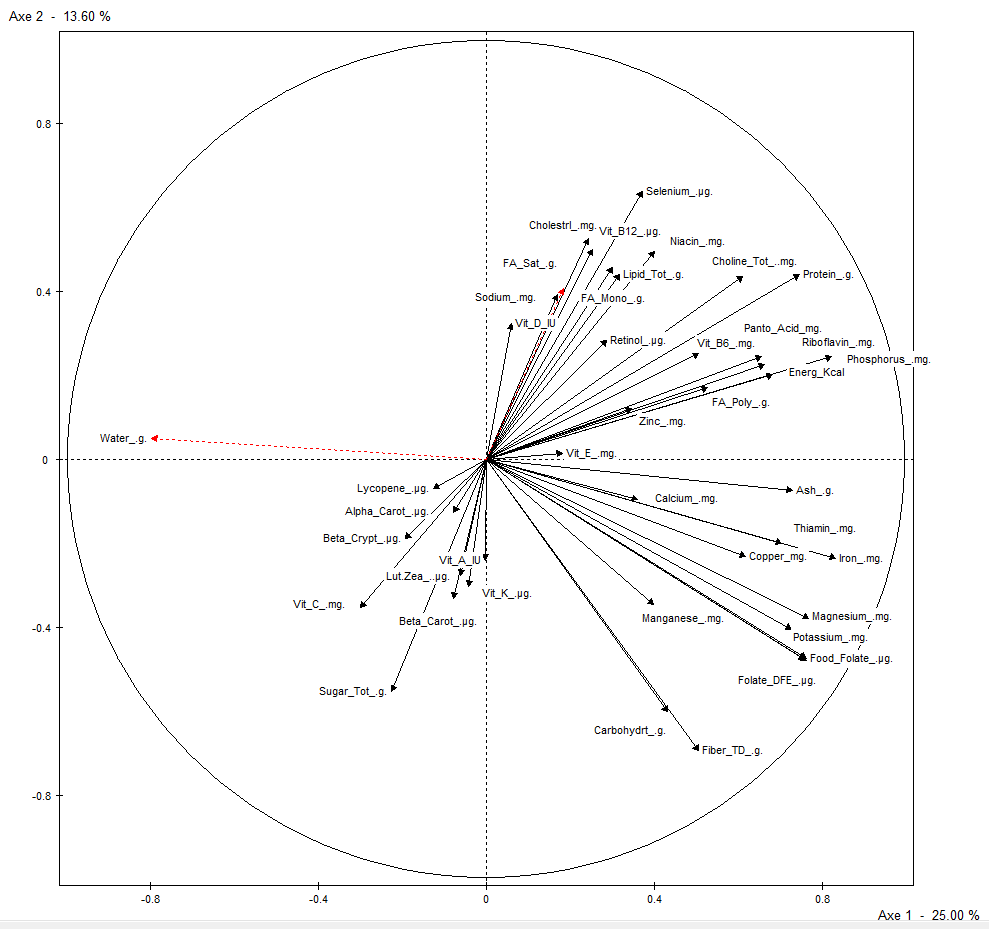 Axe 2 - 13.60 %
0.8
Selenium_.µg.
Cholestrl_.mg.
Vit_B12_.µg.
Niacin_.mg.
FA_Sat_.g.
Choline_Tot_..mg.
Lipid_Tot_.g.
Protein_.g.
0.4
Sodium_.mg.
FA_Mono_.g.
Vit_D_IU
Panto_Acid_mg.
Retinol_.µg.
Vit_B6_.mg.
Riboflavin_.mg.
Phosphorus_.mg.
Energ_Kcal
FA_Poly_.g.
Zinc_.mg.
Water_.g.
Vit_E_.mg.
0
Lycopene_.µg.
Ash_.g.
Calcium_.mg.
Alpha_Carot_.µg.
Thiamin_.mg.
Beta_Crypt_.µg.
Vit_A_IU
Copper_mg.
Iron_.mg.
Lut.Zea_..µg.
Vit_K_.µg.
Vit_C_.mg.
Beta_Carot_.µg.
Manganese_.mg.
Magnesium_.mg.
-0.4
Potassium_.mg.
Food_Folate_.µg.
Folate_DFE_.µg.
Sugar_Tot_.g.
Carbohydrt_.g.
Fiber_TD_.g.
-0.8
-0.8
-0.4
0
0.4
0.8
Axe 1 - 25.00 %